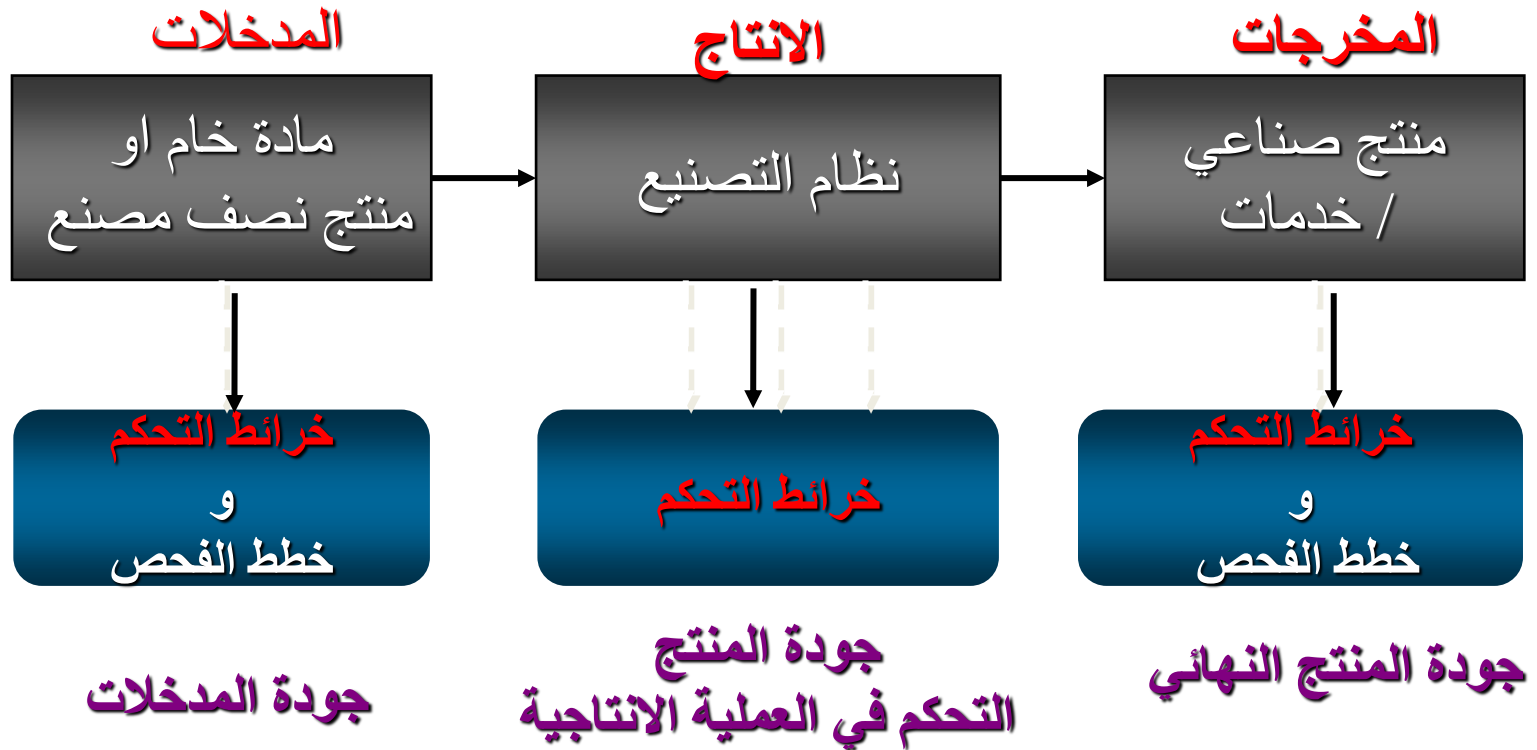 المدخلات
الانتاج
المخرجات
مادة خام او
منتج نصف مصنع
نظام التصنيع
منتج صناعي
/ خدمات
خرائط التحكم
و
خطط الفحص
خرائط التحكم
خرائط التحكم
و
خطط الفحص
جودة المدخلات
جودة المنتج
التحكم في العملية الانتاجية
جودة المنتج النهائي